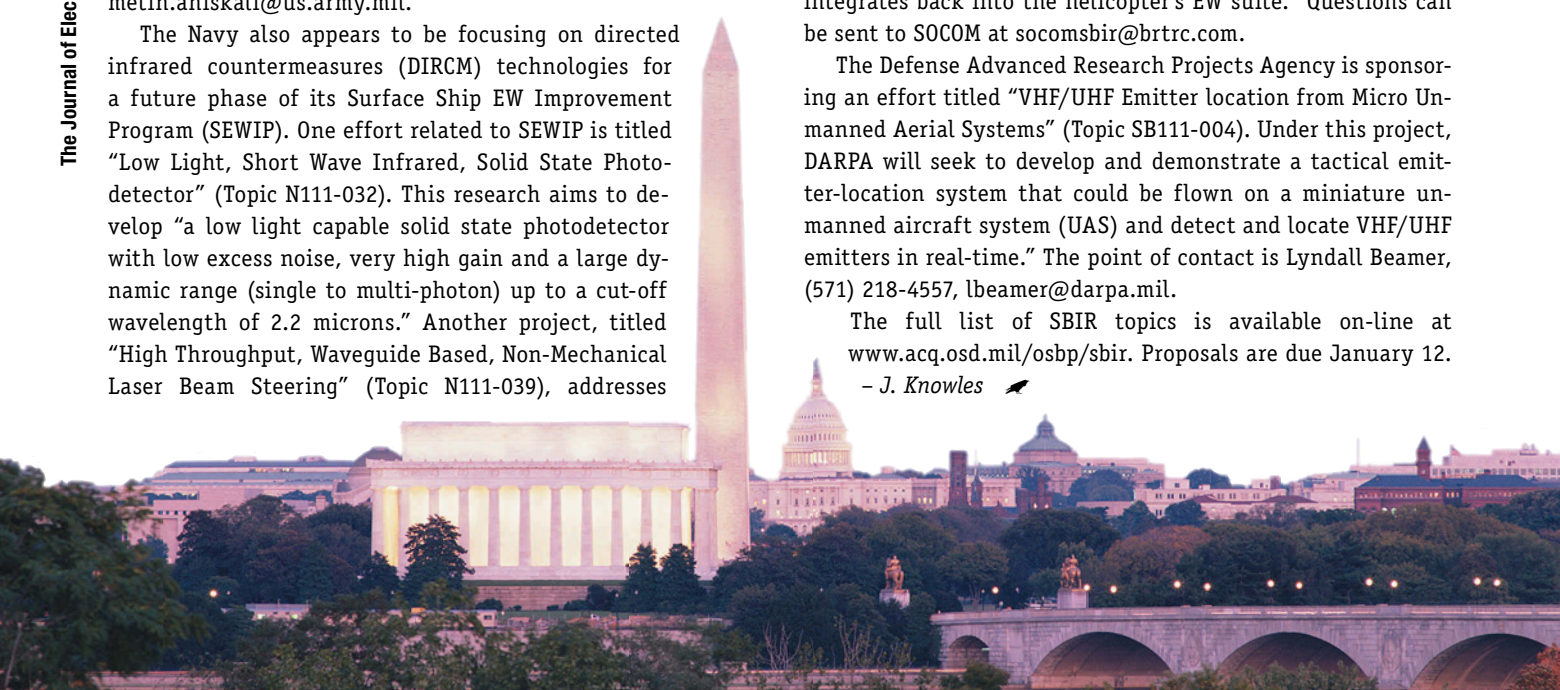 metin.ahiskali@us.army.mil.
The Navy also appears to be focusing on directed
infrared countermeasures (DIRCM) technologies for
a future phase of its Surface Ship EW Improvement
Program (SEWIP). One effort related to SEWIP is titled
“Low Light, Short Wave Infrared, Solid State Photo-
detector” (Topic N111-032). This research aims to de-
velop “a low light capable solid state photodetector
with low excess noise, very high gain and a large dy-
namic range (single to multi-photon) up to a cut-off
wavelength of 2.2 microns.” Another project, titled
“High Throughput, Waveguide Based, Non-Mechanical
Laser Beam Steering” (Topic N111-039), addresses
integrates back into the helicopter’s EW suite.” Questions can
be sent to SOCOM at socomsbir@brtrc.com.
The Defense Advanced Research Projects Agency is sponsor-
ing an effort titled “VHF/UHF Emitter location from Micro Un-
manned Aerial Systems” (Topic SB111-004). Under this project,
DARPA will seek to develop and demonstrate a tactical emit-
ter-location system that could be flown on a miniature un-
manned aircraft system (UAS) and detect and locate VHF/UHF
emitters in real-time.” The point of contact is Lyndall Beamer,
(571) 218-4557, lbeamer@darpa.mil.
The full list of SBIR topics is available on-line at
www.acq.osd.mil/osbp/sbir. Proposals are due January 12.
– J. Knowles
The Journal of Elec